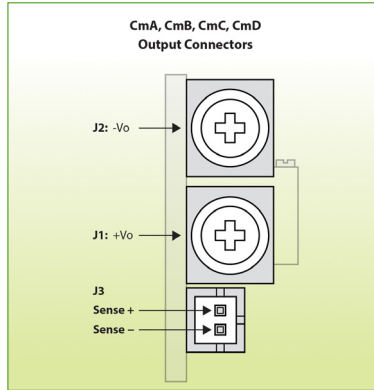 CmA, CmB, CmC, CmD
Output Connectors
J2: -Vo
J1: +Vo
J3
Sense +
Sense –